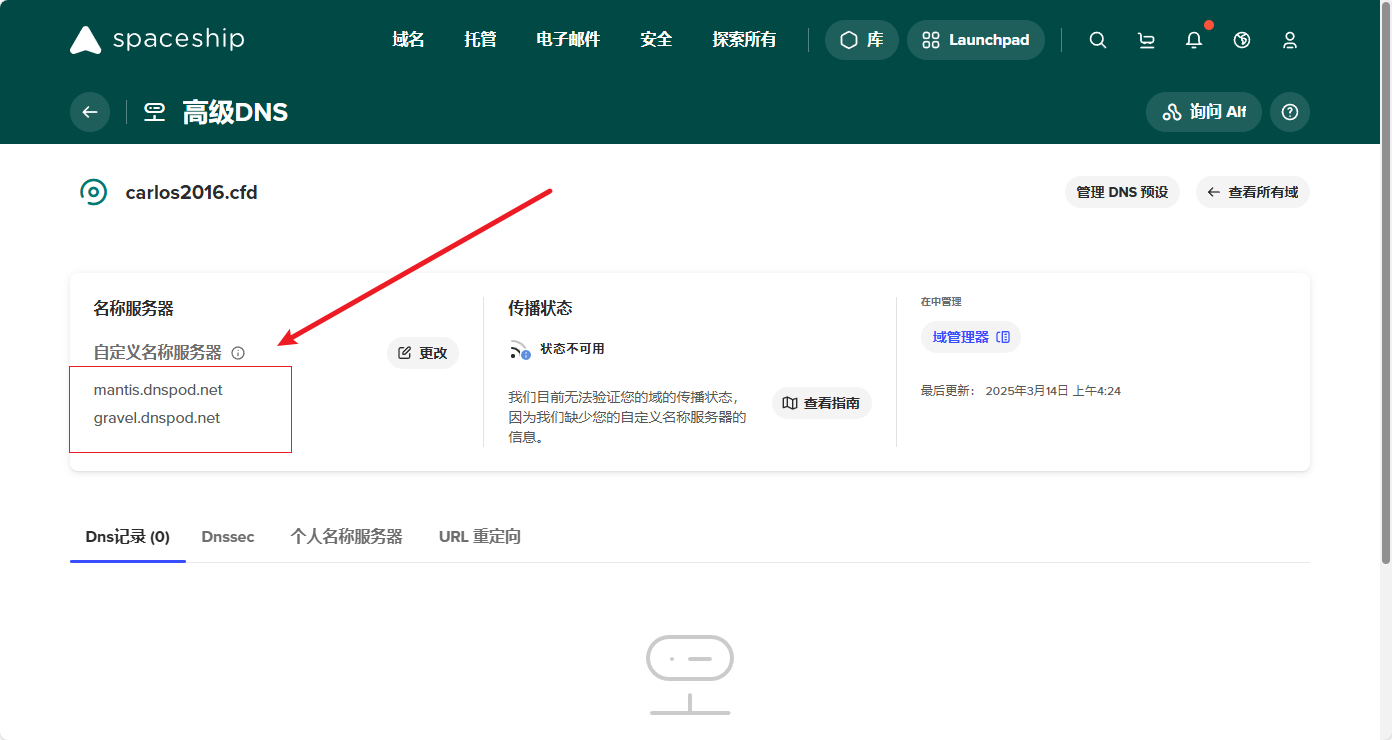 spaceship
域名
托管
电子邮件
安全
探索所有
库
Launchpad
高级DNS
询问 Alf
carlos2016.cfd
管理 DNS 预设
查看所有域
名称服务器
自定义名称服务器
更改
mantis.dnspod.net
gravel.dnspod.net
传播状态
状态不可用
我们目前无法验证您的域的传播状态，
因为我们缺少您的自定义名称服务器的
信息。
查看指南
在中管理
域管理器
最后更新： 2025年3月14日 上午4:24
Dns记录 (0)
Dnssec
个人名称服务器
URL 重定向